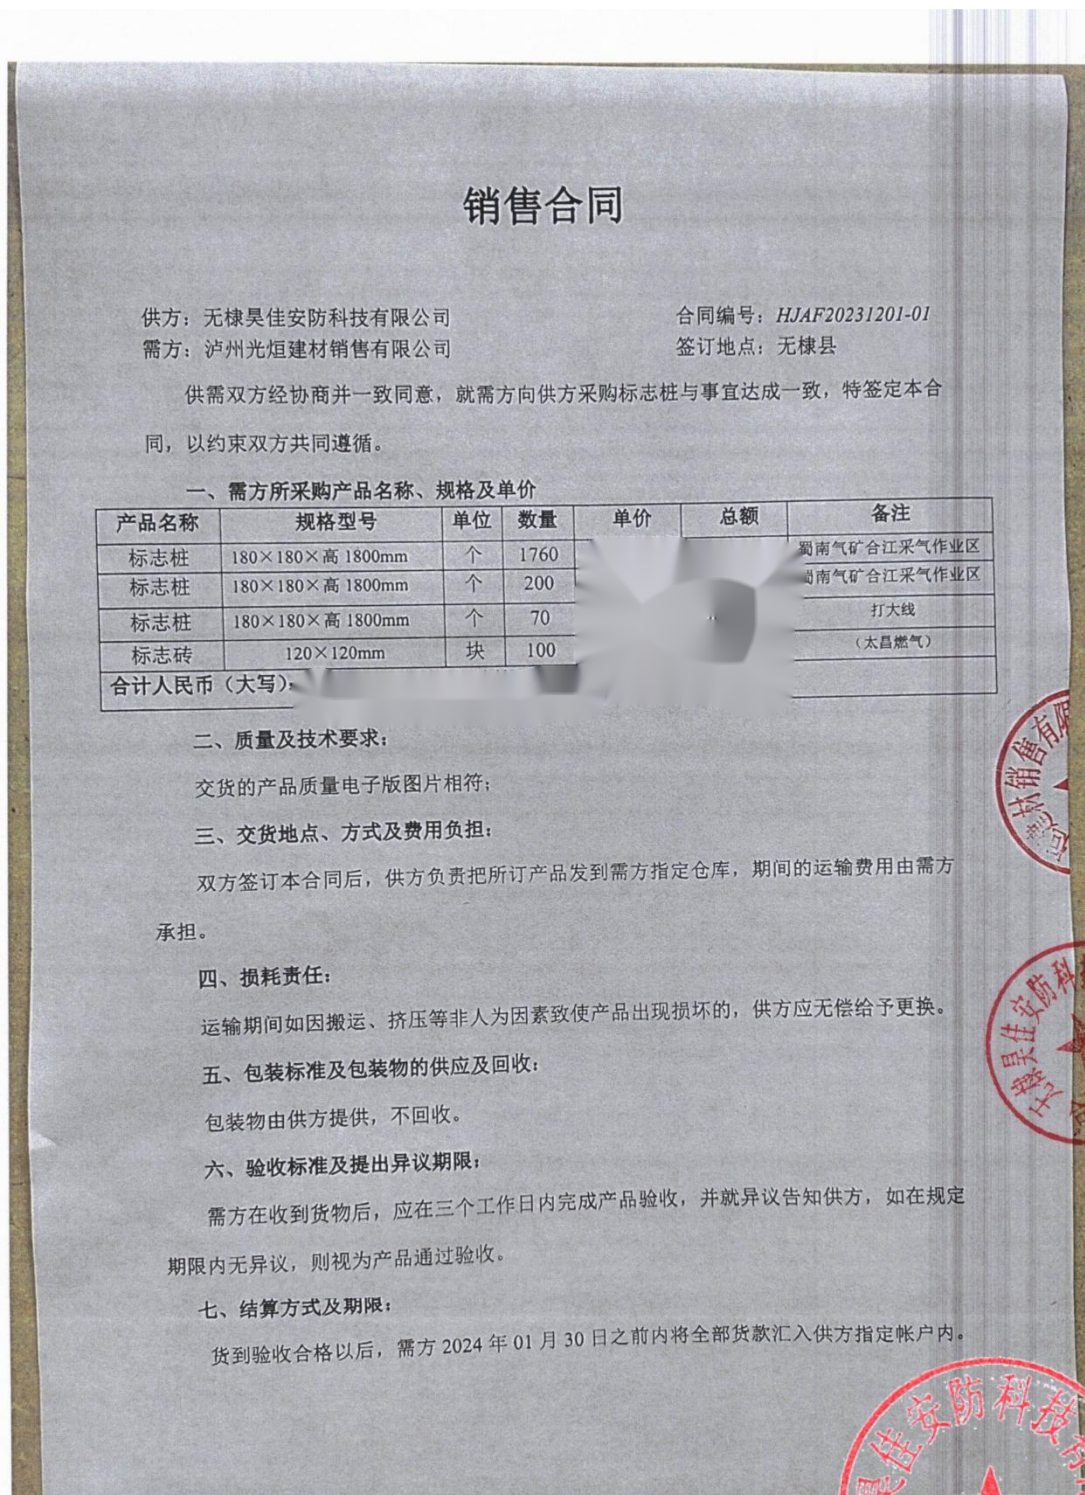 销售合同
供方：无棣昊佳安防科技有限公司
合同编号：HJAF20231201-01
需方：泸州光烜建材销售有限公司
签订地点：无棣县
供需双方经协商并一致同意，就需方向供方采购标志桩与事宜达成一致，特签定本合
同，以约束双方共同遵循。
一、需方所采购产品名称、规格及单价
产品名称 规格型号 单位 数量 单价 总额 备注
标志桩 180×180×高 1800mm 个 1760 蜀南气矿合江采气作业区
标志桩 180×180×高 1800mm 个 200 蜀南气矿合江采气作业区
标志桩 180×180×高 1800mm 个 70 打大线
标志砖 120×120mm 块 100 （太昌燃气）
合计人民币（大写）：
二、质量及技术要求：
交货的产品质量电子版图片相符；
三、交货地点、方式及费用负担：
双方签订本合同后，供方负责把所订产品发到需方指定仓库，期间的运输费用由需方
承担。
四、损耗责任：
运输期间如因搬运、挤压等非人为因素致使产品出现损坏的，供方应无偿给予更换。
五、包装标准及包装物的供应及回收：
包装物由供方提供，不回收。
六、验收标准及提出异议期限：
需方在收到货物后，应在三个工作日内完成产品验收，并就异议告知供方，如在规定
期限内无异议，则视为产品通过验收。
七、结算方式及期限：
货到验收合格以后，需方 2024 年 01 月 30 日之前内将全部货款汇入供方指定帐户内。
材销售有限
无棣昊佳安防科技
昊佳安防科技有